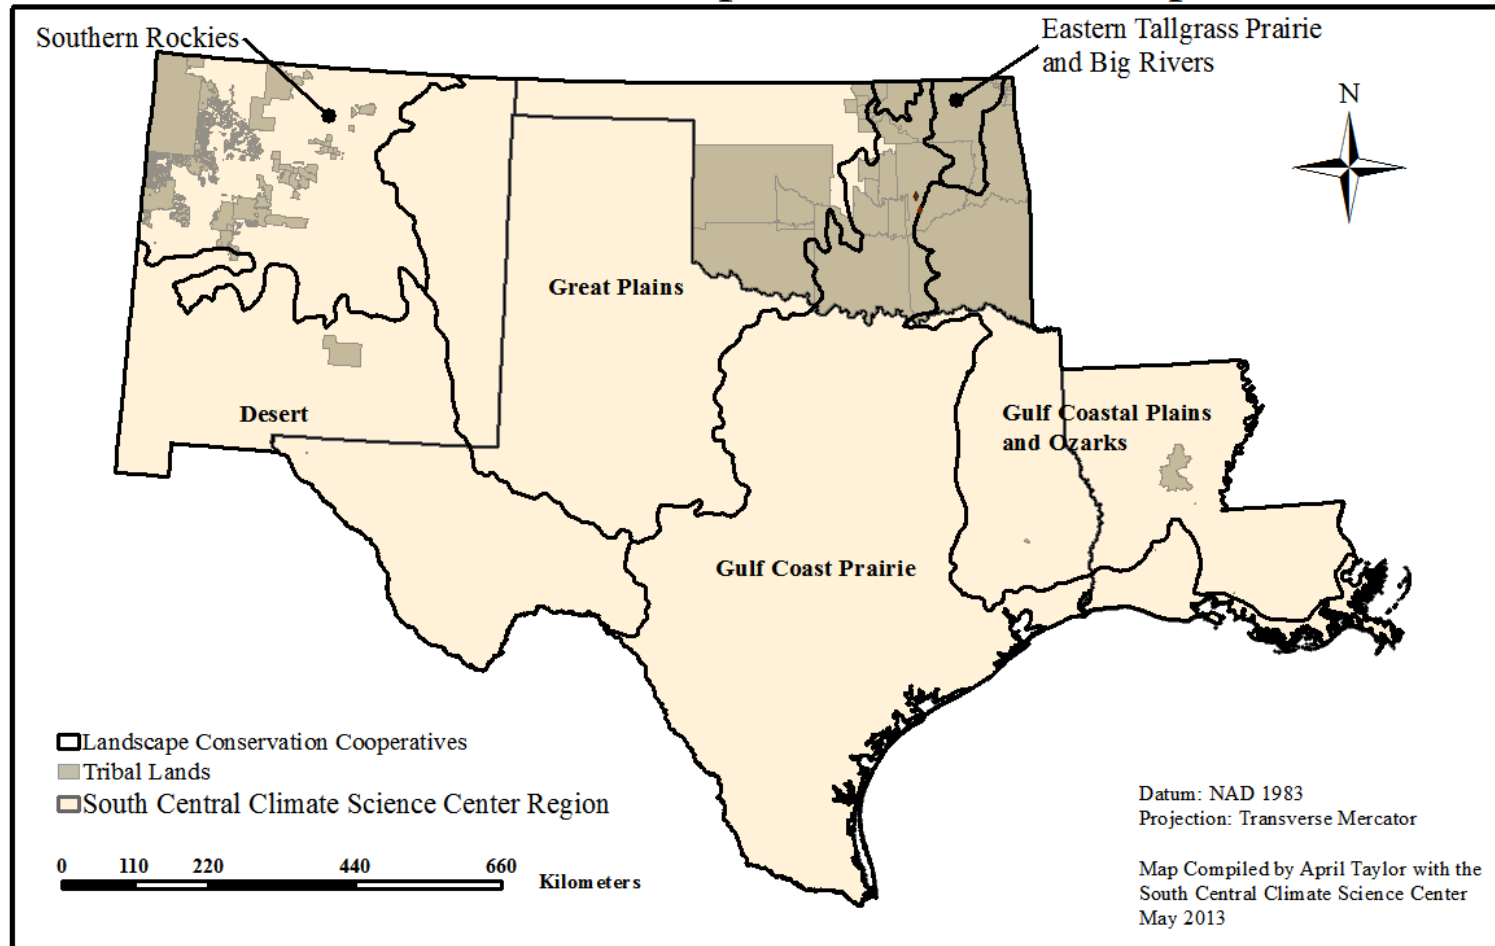 Southern Rockies
Eastern Tallgrass Prairie
and Big Rivers
N
Great Plains
Desert
Gulf Coastal Plains
and Ozarks
Gulf Coast Prairie
Landscape Conservation Cooperatives
Tribal Lands
South Central Climate Science Center Region
0 110 220 440 660
Kilometers
Datum: NAD 1983
Projection: Transverse Mercator
Map Compiled by April Taylor with the
South Central Climate Science Center
May 2013